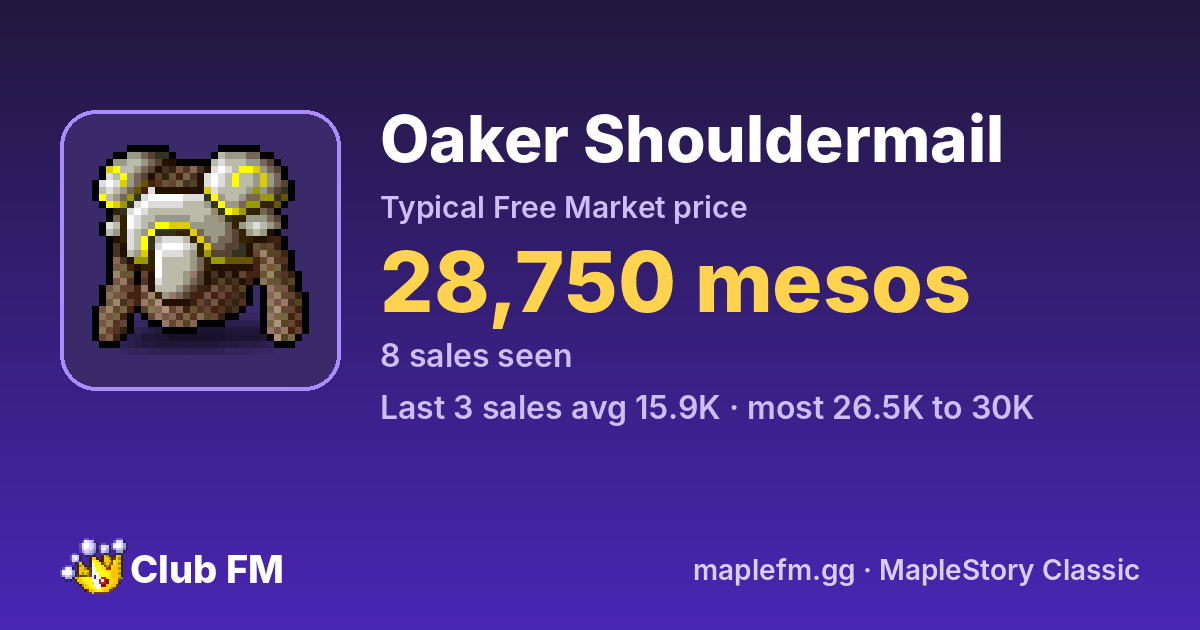 Oaker Shouldermail
Typical Free Market price
28,750 mesos
8 sales seen
Last 3 sales avg 15.9K · most 26.5K to 30K
Club FM
maplefm.gg · MapleStory Classic